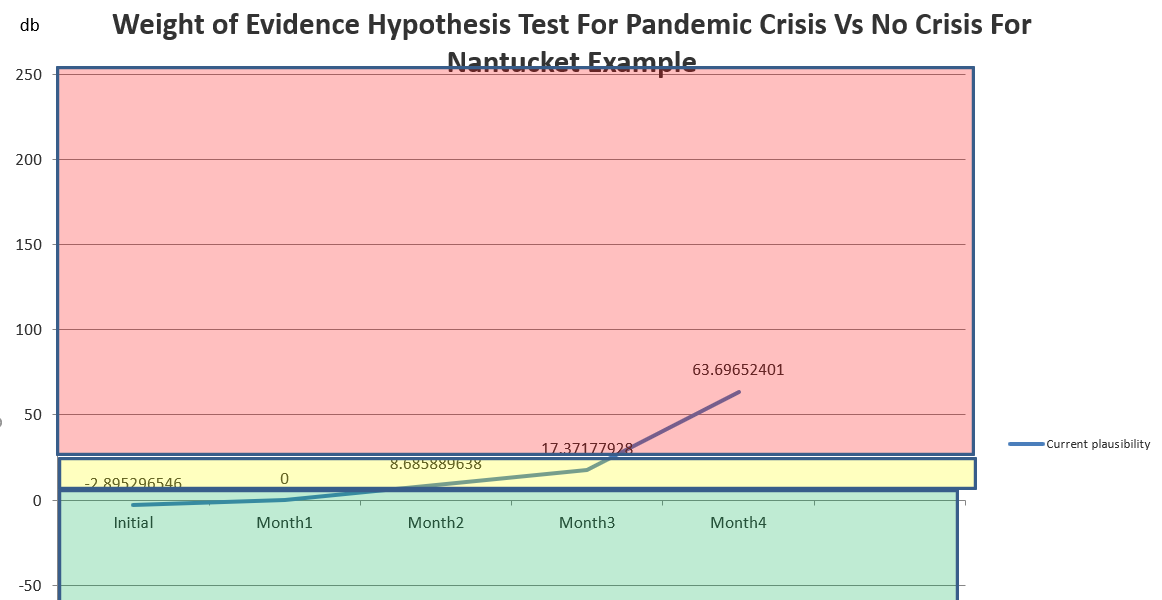 db
Weight of Evidence Hypothesis Test For Pandemic Crisis Vs No Crisis For
Nantucket Example
250
200
150
100
63.69652401
50
Current plausibility
17.37177928
8.685889638
0
-2.895296546
0
Initial Month1 Month2 Month3 Month4
-50